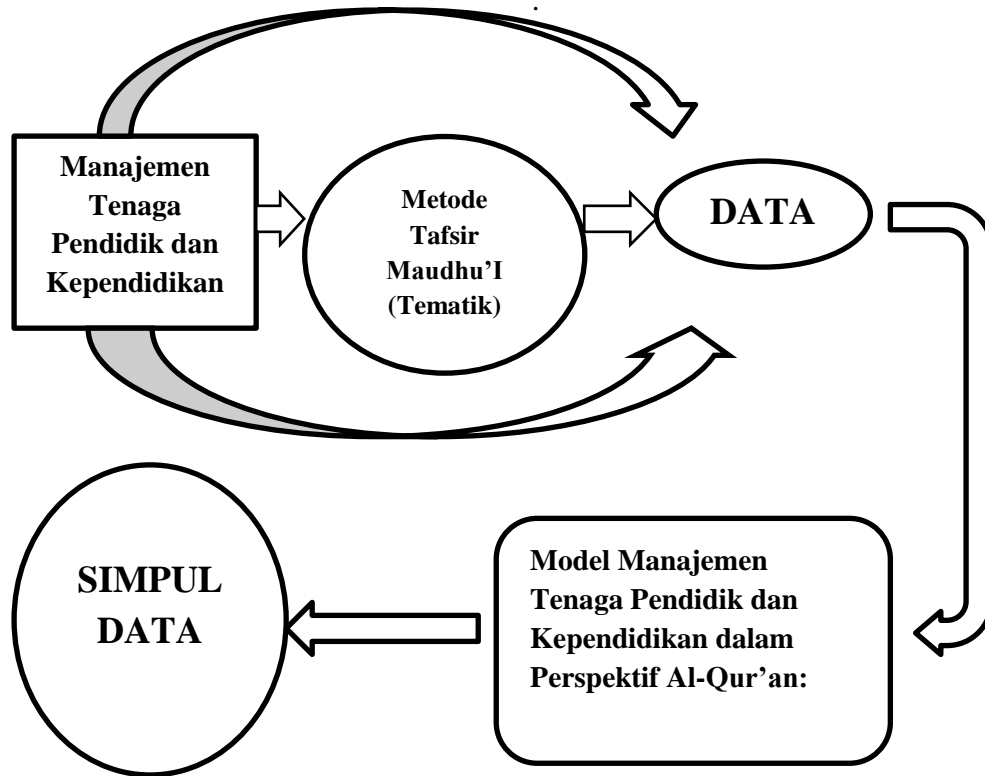 Manajemen
Tenaga
Pendidik dan
Kependidikan
Metode
Tafsir
Maudhu’I
(Tematik)
DATA
Model Manajemen
Tenaga Pendidik dan
Kependidikan dalam
Perspektif Al-Qur’an:
SIMPUL
DATA